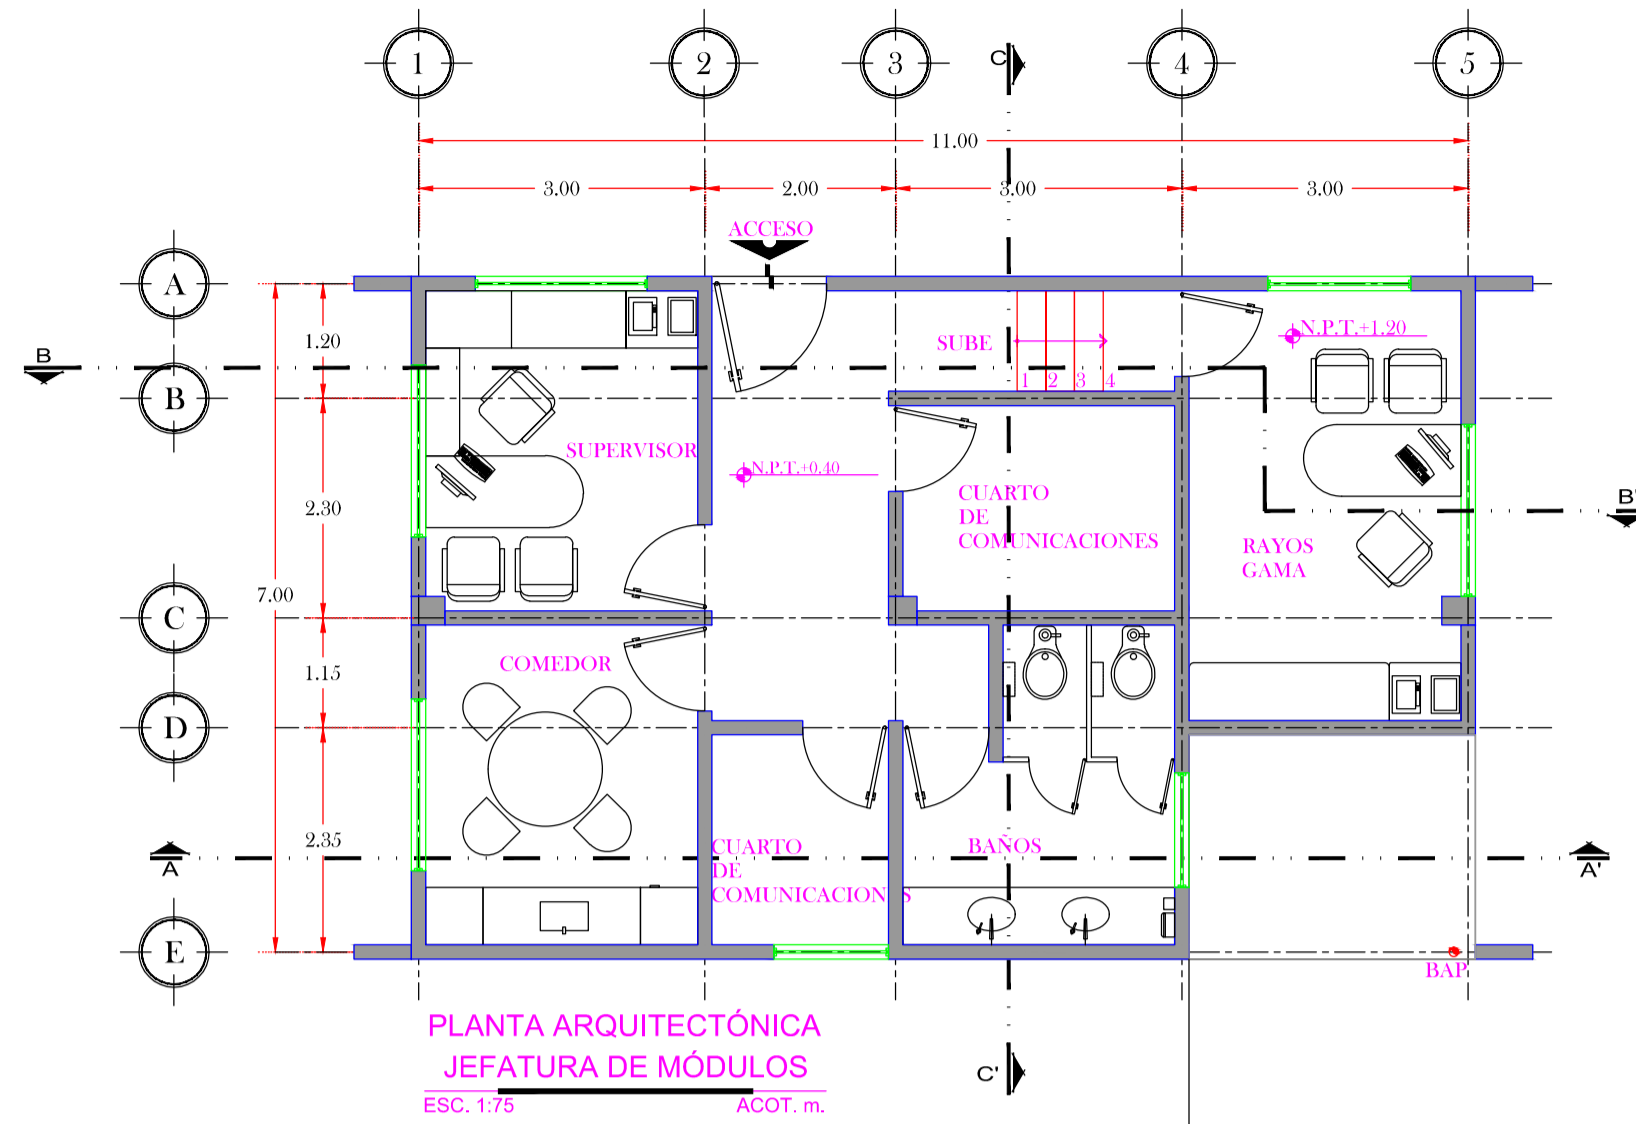 1 2 3 C 4 5
11.00
3.00 2.00 3.00 3.00
ACCESO
A
N.P.T.+1.20
1.20
SUBE
B
B
1 2 3 4
SUPERVISOR
N.P.T.+0.40
CUARTO
DE
COMUNICACIONES
2.30
B'
RAYOS
GAMA
7.00
C
COMEDOR
1.15
D
2.35
CUARTO
DE
COMUNICACIONES
BAÑOS
A
A'
E
BAP
PLANTA ARQUITECTÓNICA
JEFATURA DE MÓDULOS
C'
ESC. 1:75 ACOT. m.